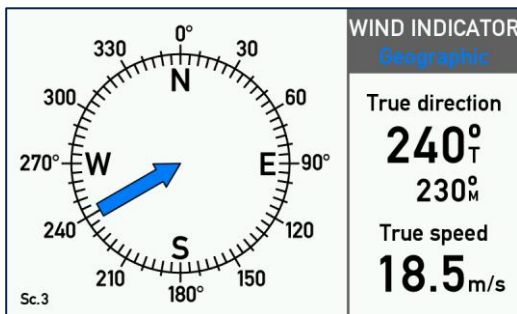 0°
330
30
N
300
60
270°
W
E
90°
240
120
S
210
150
180°
Sc.3
WIND INDICATOR
Geographic
True direction
240°T
230°M
True speed
18.5m/s